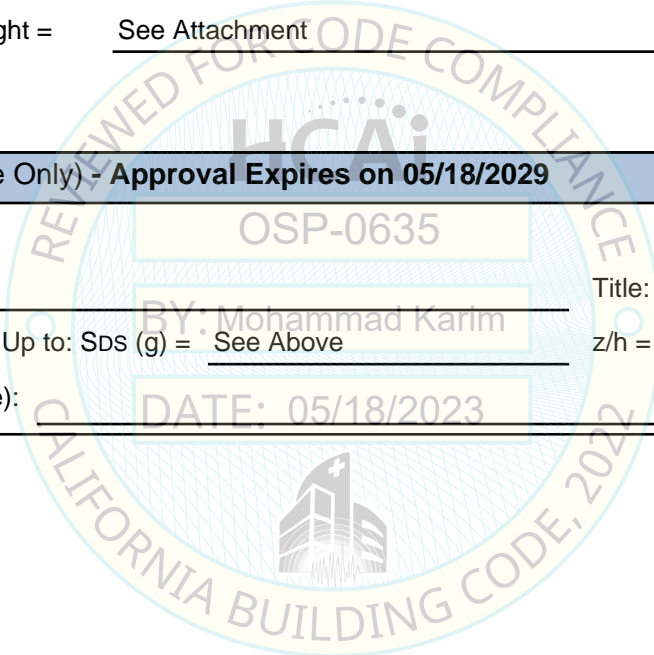 ght = See Attachment
REVIEWED FOR CODE COMPLIANCE
HCAi
e Only) - Approval Expires on 05/18/2029
OSP-0635
Title:
BY: Mohammad Karim
Up to: SDS (g) = See Above z/h =
e):
DATE: 05/18/2023
CALIFORNIA BUILDING CODE, 2022